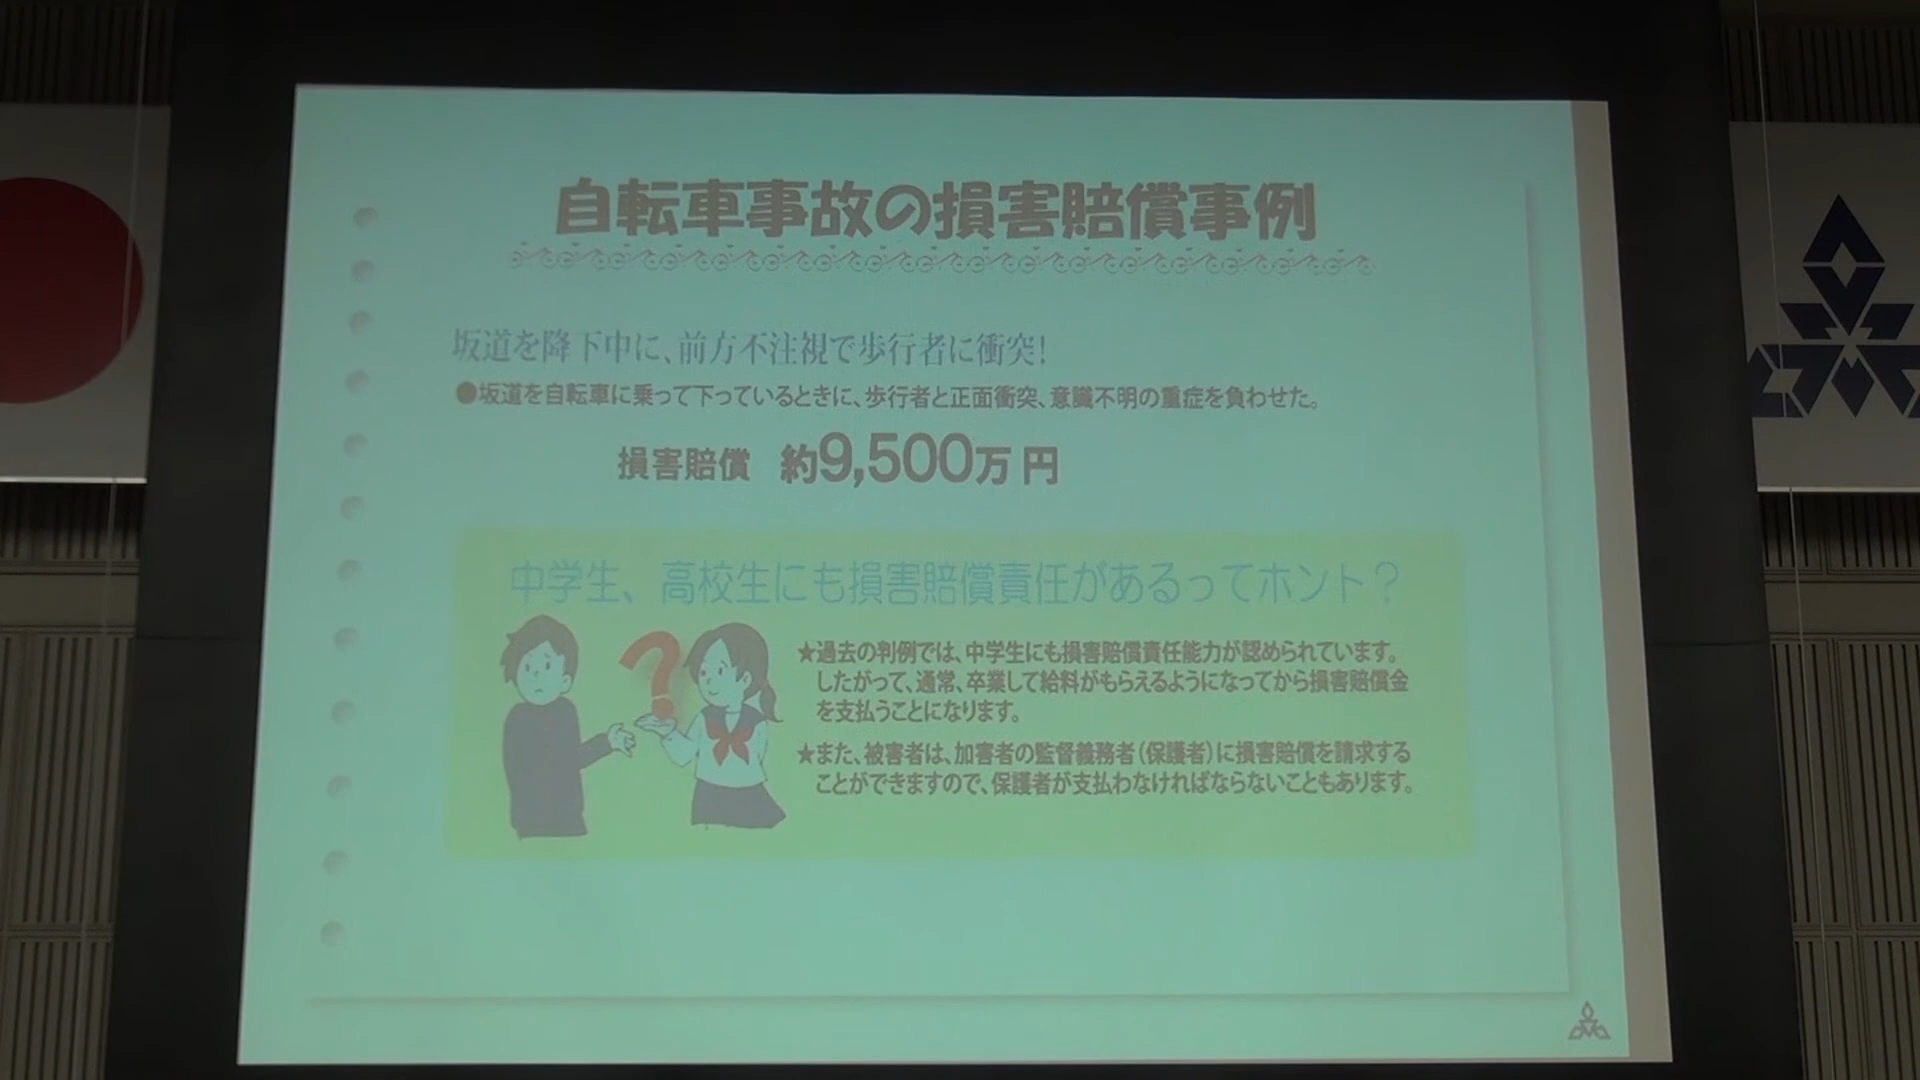 自転車事故の損害賠償事例
坂道を降下中に、前方不注視で歩行者に衝突!
●坂道を自転車に乗って下っているときに、歩行者と正面衝突、意識不明の重症を負わせた。
損害賠償 約9,500万円
中学生、高校生にも損害賠償責任があるってホント?
?
★過去の判例では、中学生にも損害賠償責任能力が認められています。
したがって、通常、卒業して給料がもらえるようになってから損害賠償金
を支払うことになります。
★また、被害者は、加害者の監督義務者(保護者)に損害賠償を請求する
ことができますので、保護者が支払わなければならないこともあります。